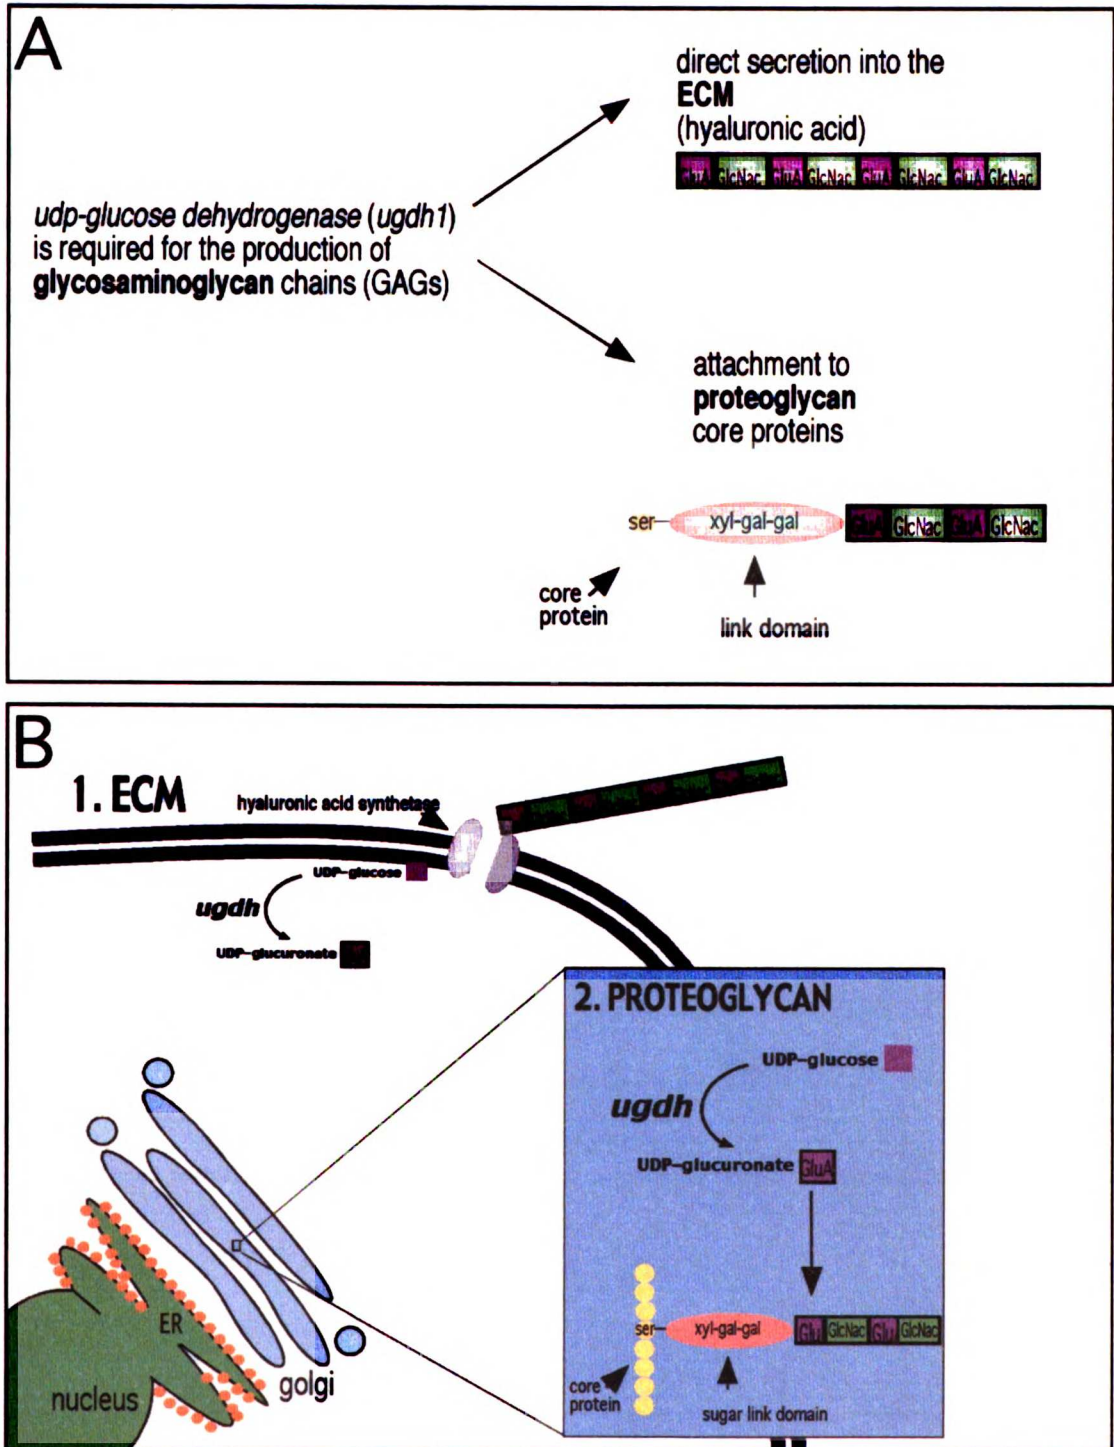 A
direct secretion into the
ECM
(hyaluronic acid)
GluA GlcNac GluA GlcNac GluA GlcNac GluA GlcNac
udp-glucose dehydrogenase (ugdh1)
is required for the production of
glycosaminoglycan chains (GAGs)
attachment to
proteoglycan
core proteins
ser xyl-gal-gal GluA GlcNac GluA GlcNac
core
protein
link domain
B
1. ECM
hyaluronic acid synthetase
UDP-glucose
ugdh
UDP-glucuronate
2. PROTEOGLYCAN
UDP-glucose
ugdh
UDP-glucuronate GluA
ser xyl-gal-gal Glu GlcNac Glu GlcNac
core
protein
sugar link domain
ER
golgi
nucleus